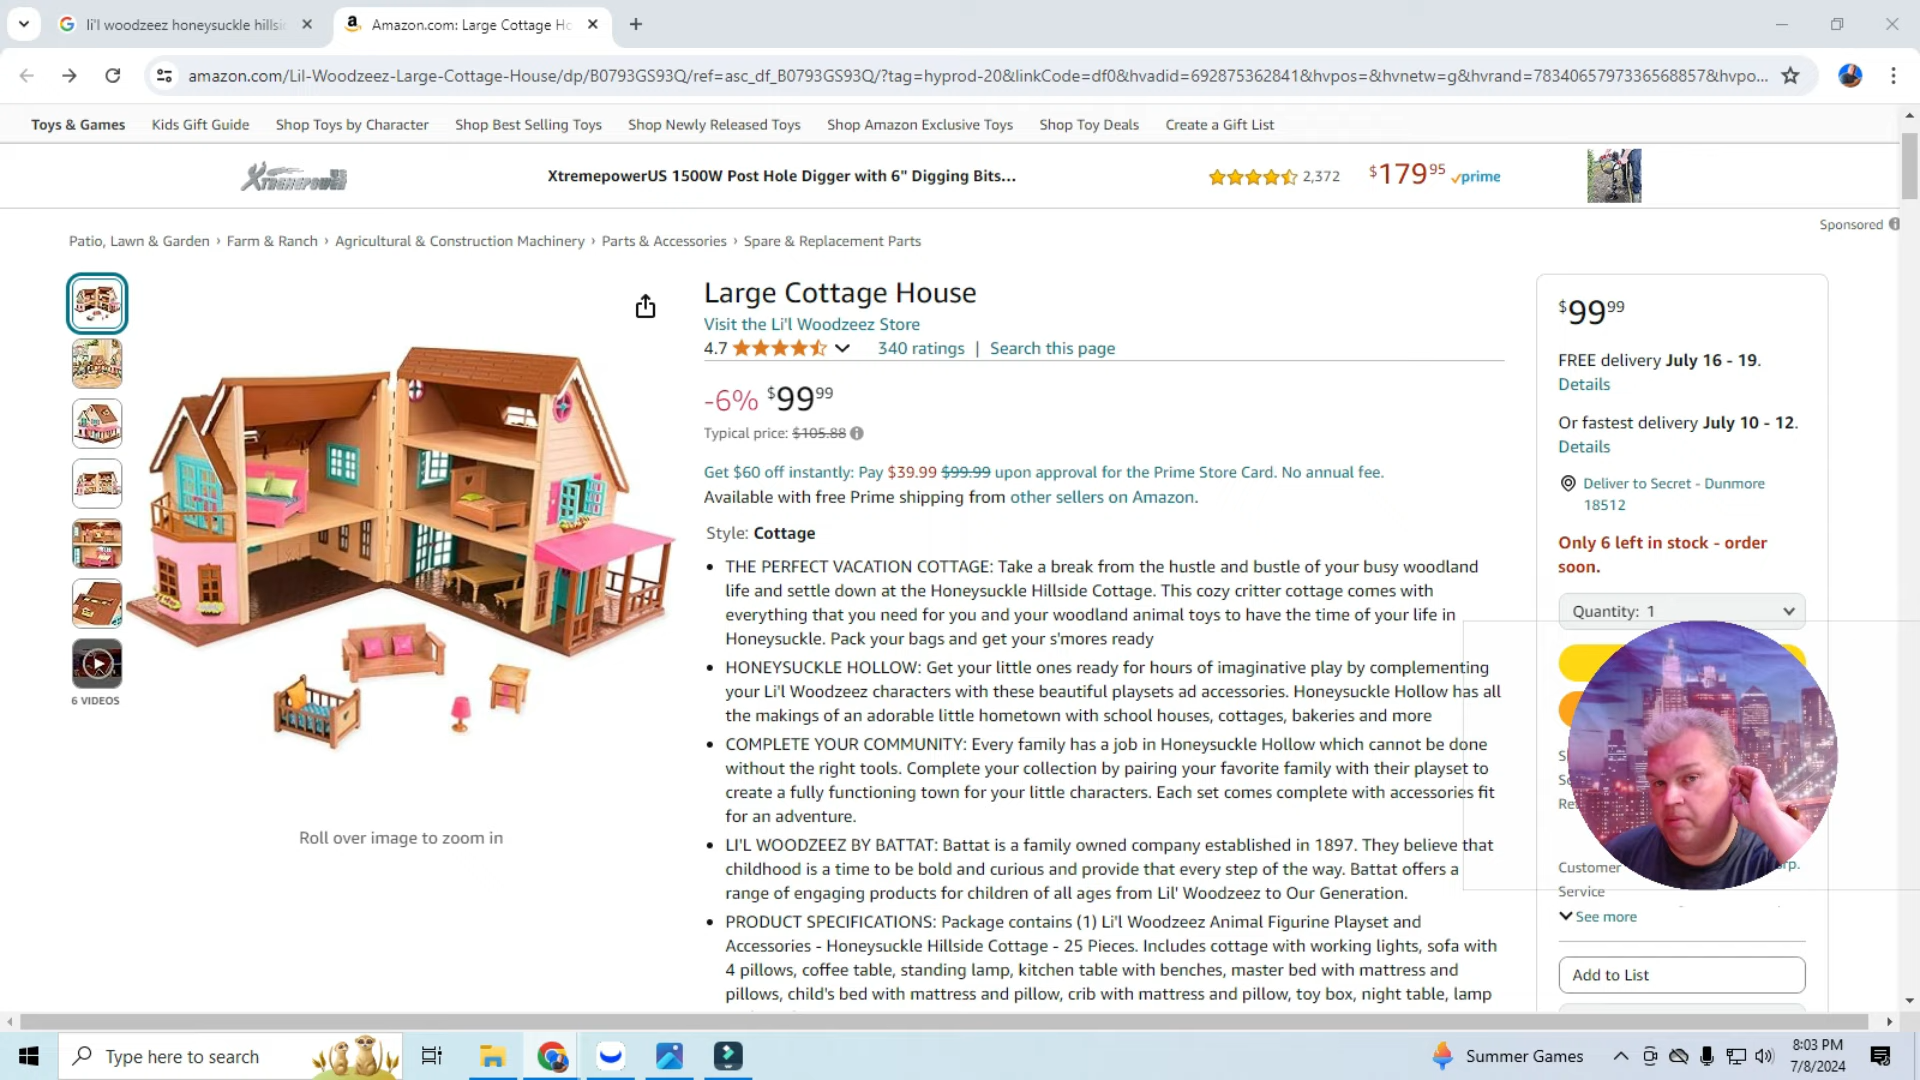 li'l woodzeez honeysuckle hillsi
Amazon.com: Large Cottage Ho
amazon.com/Lil-Woodzeez-Large-Cottage-House/dp/B0793GS93Q/ref=asc_df_B0793GS93Q/?tag=hyprod-20&linkCode=df0&hvadid=692875362841&hvpos=&hvnetw=g&hvrand=7834065797336568857&hvpo...
Toys & Games Kids Gift Guide Shop Toys by Character Shop Best Selling Toys Shop Newly Released Toys Shop Amazon Exclusive Toys Shop Toy Deals Create a Gift List
XTREMEPOWER US
XtremepowerUS 1500W Post Hole Digger with 6" Digging Bits...
2,372
$179 95 prime
Sponsored
Patio, Lawn & Garden › Farm & Ranch › Agricultural & Construction Machinery › Parts & Accessories › Spare & Replacement Parts
6 VIDEOS
Roll over image to zoom in
Large Cottage House
Visit the Li'l Woodzeez Store
4.7 340 ratings | Search this page
-6% $99 99
Typical price: $105.88
Get $60 off instantly: Pay $39.99 $99.99 upon approval for the Prime Store Card. No annual fee.
Available with free Prime shipping from other sellers on Amazon.
Style: Cottage
• THE PERFECT VACATION COTTAGE: Take a break from the hustle and bustle of your busy woodland
life and settle down at the Honeysuckle Hillside Cottage. This cozy critter cottage comes with
everything that you need for you and your woodland animal toys to have the time of your life in
Honeysuckle. Pack your bags and get your s'mores ready
• HONEYSUCKLE HOLLOW: Get your little ones ready for hours of imaginative play by complementing
your Li'l Woodzeez characters with these beautiful playsets ad accessories. Honeysuckle Hollow has all
the makings of an adorable little hometown with school houses, cottages, bakeries and more
• COMPLETE YOUR COMMUNITY: Every family has a job in Honeysuckle Hollow which cannot be done
without the right tools. Complete your collection by pairing your favorite family with their playset to
create a fully functioning town for your little characters. Each set comes complete with accessories fit
for an adventure.
• LI'L WOODZEEZ BY BATTAT: Battat is a family owned company established in 1897. They believe that
childhood is a time to be bold and curious and provide that every step of the way. Battat offers a
range of engaging products for children of all ages from Lil' Woodzeez to Our Generation.
• PRODUCT SPECIFICATIONS: Package contains (1) Li'l Woodzeez Animal Figurine Playset and
Accessories - Honeysuckle Hillside Cottage - 25 Pieces. Includes cottage with working lights, sofa with
4 pillows, coffee table, standing lamp, kitchen table with benches, master bed with mattress and
pillows, child's bed with mattress and pillow, crib with mattress and pillow, toy box, night table, lamp
$99 99
FREE delivery July 16 - 19.
Details
Or fastest delivery July 10 - 12.
Details
Deliver to Secret - Dunmore
18512
Only 6 left in stock - order
soon.
Quantity: 1
Customer
Service
See more
Add to List
Type here to search
Summer Games
8:03 PM
7/8/2024